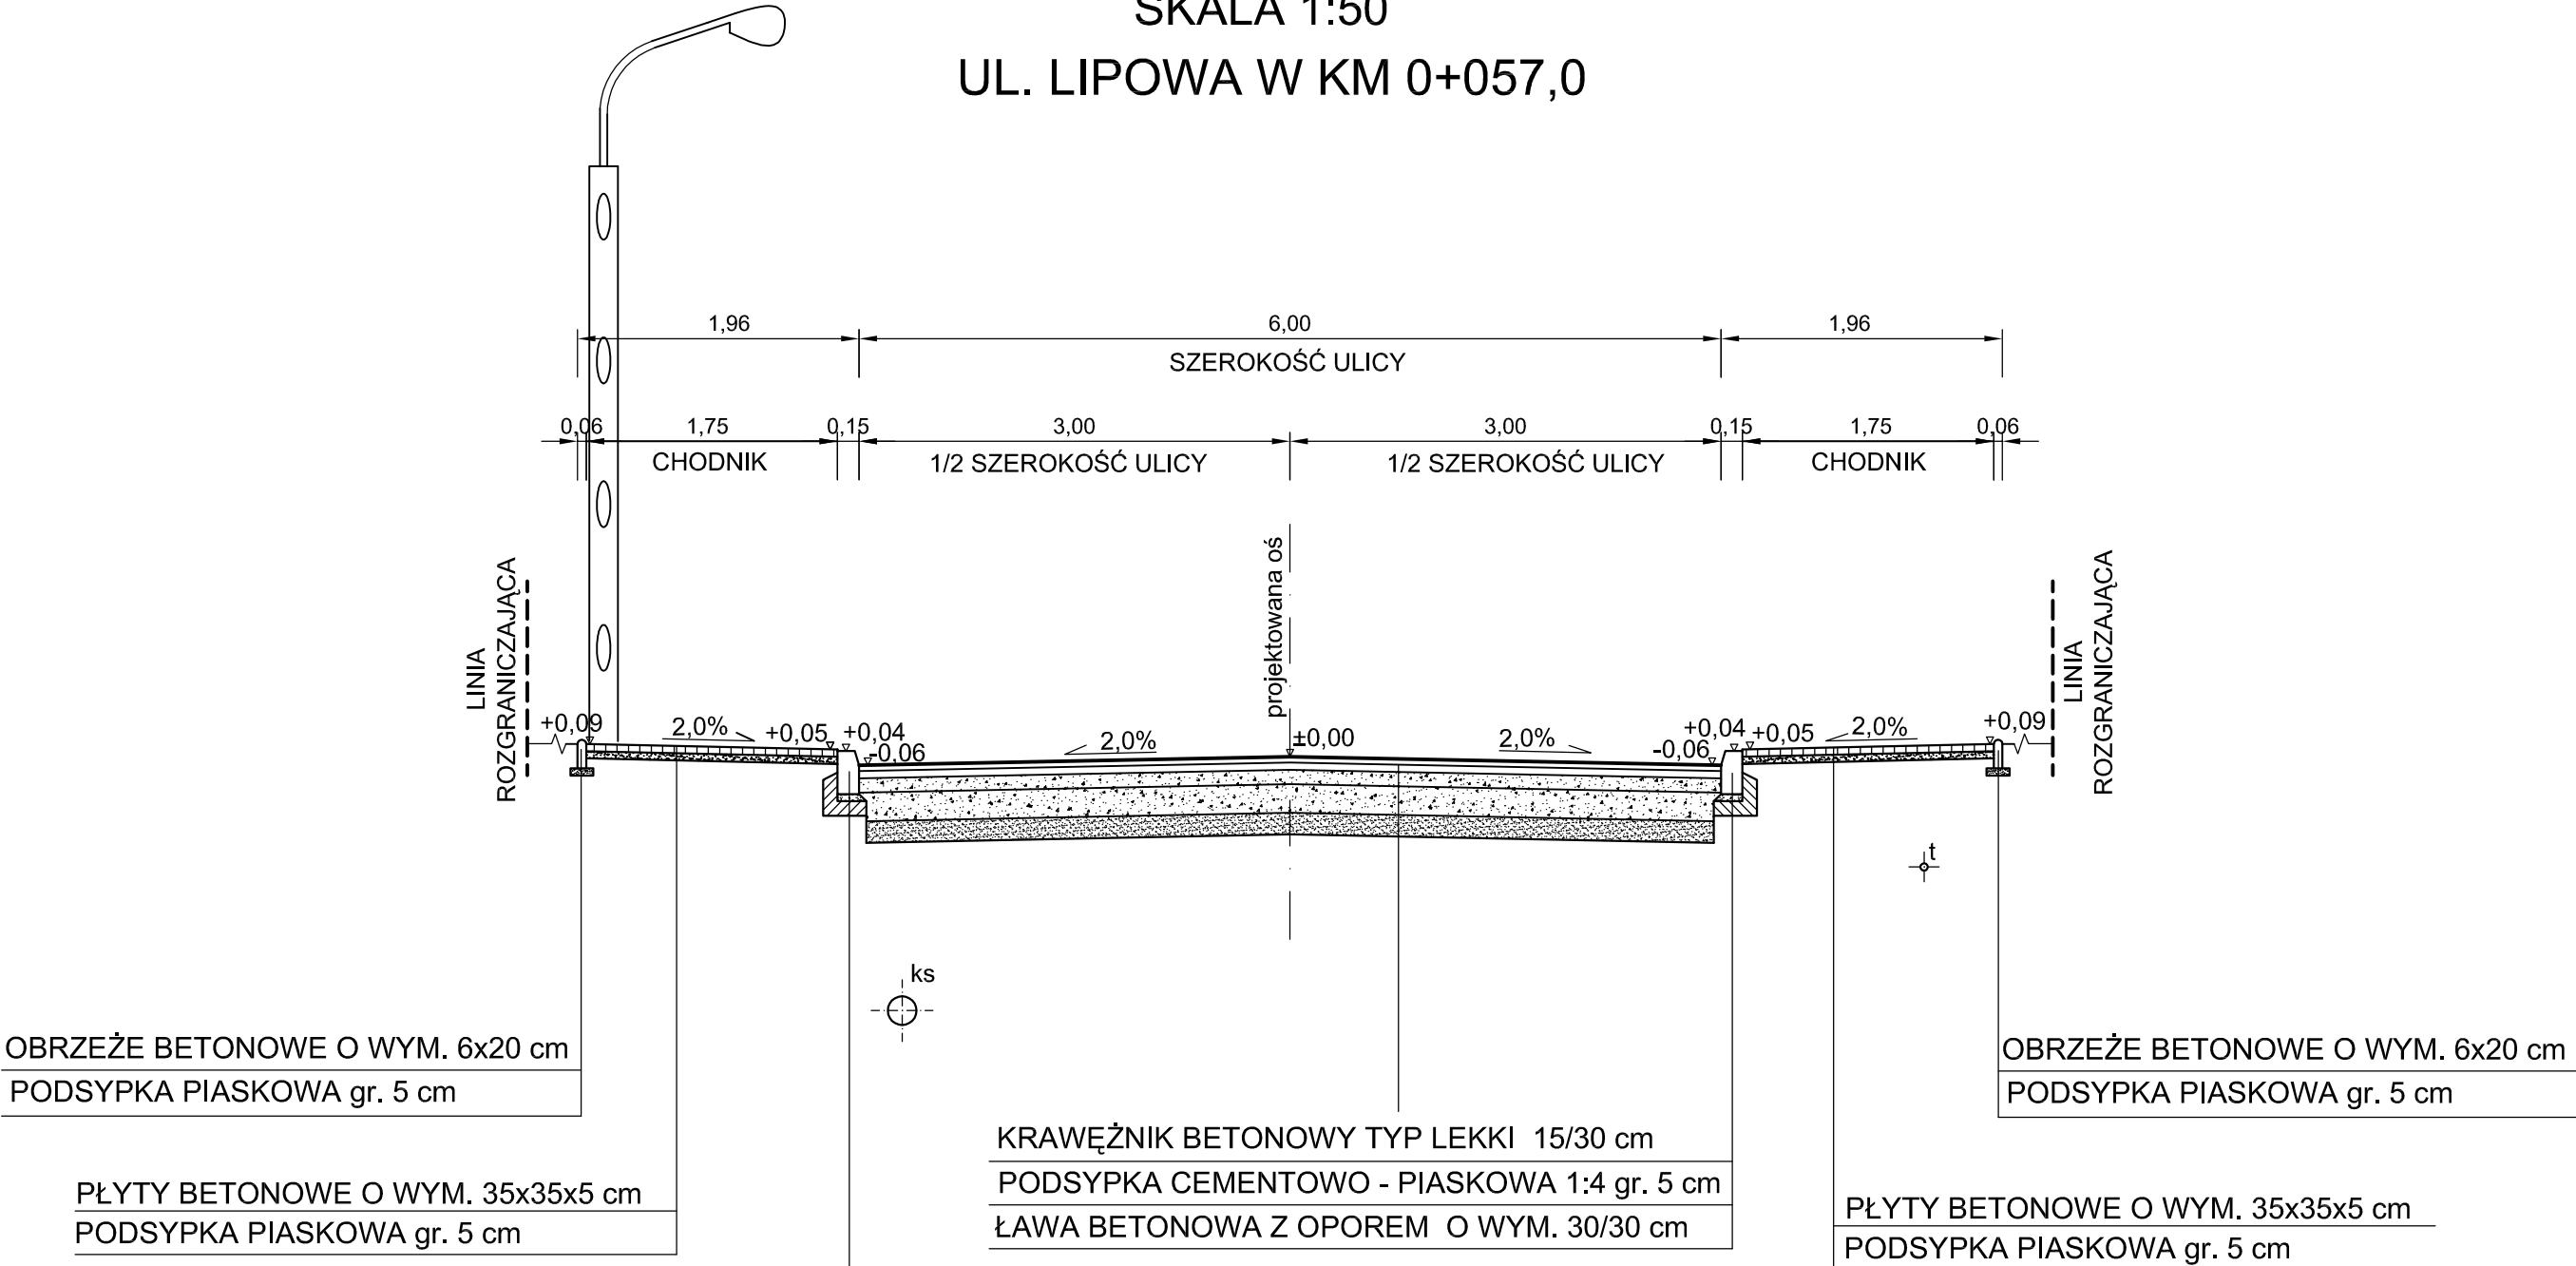 SKALA 1:50
UL. LIPOWA W KM 0+057,0
1,96
6,00
1,96
SZEROKOŚĆ ULICY
0,06
1,75
0,15
3,00
3,00
0,15
1,75
0,06
CHODNIK
1/2 SZEROKOŚĆ ULICY
1/2 SZEROKOŚĆ ULICY
CHODNIK
LINIA
ROZGRANICZAJĄCA
projektowana oś
LINIA
ROZGRANICZAJĄCA
+0,09
2,0%
+0,05
+0,04
-0,06
2,0%
±0,00
2,0%
-0,06
+0,04
+0,05
2,0%
+0,09
t
ks
OBRZEŻE BETONOWE O WYM. 6x20 cm
PODSYPKA PIASKOWA gr. 5 cm
OBRZEŻE BETONOWE O WYM. 6x20 cm
PODSYPKA PIASKOWA gr. 5 cm
KRAWĘŻNIK BETONOWY TYP LEKKI 15/30 cm
PODSYPKA CEMENTOWO - PIASKOWA 1:4 gr. 5 cm
ŁAWA BETONOWA Z OPOREM O WYM. 30/30 cm
PŁYTY BETONOWE O WYM. 35x35x5 cm
PODSYPKA PIASKOWA gr. 5 cm
PŁYTY BETONOWE O WYM. 35x35x5 cm
PODSYPKA PIASKOWA gr. 5 cm